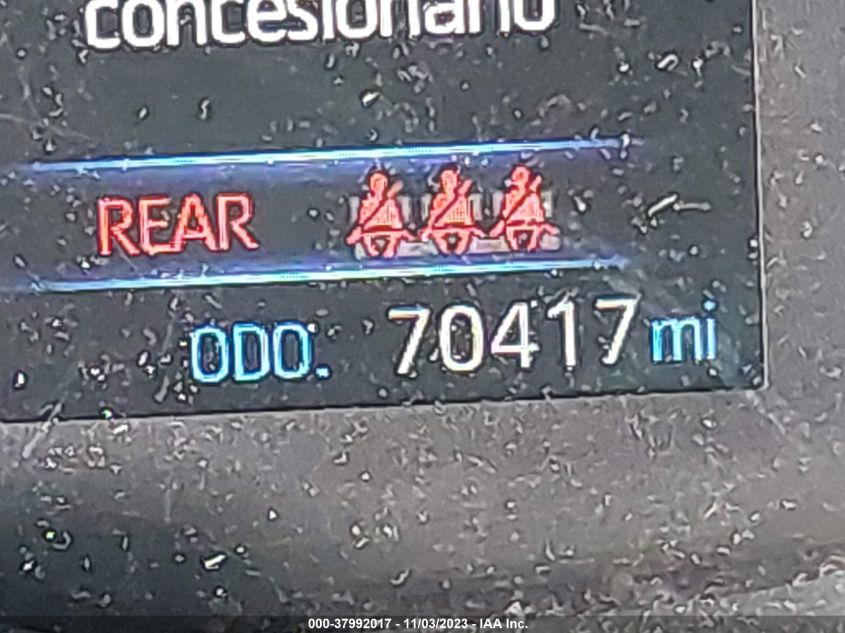 concesionario
REAR
ODO. 70417 mi
000-37992017 - 11/03/2023 - IAA Inc.